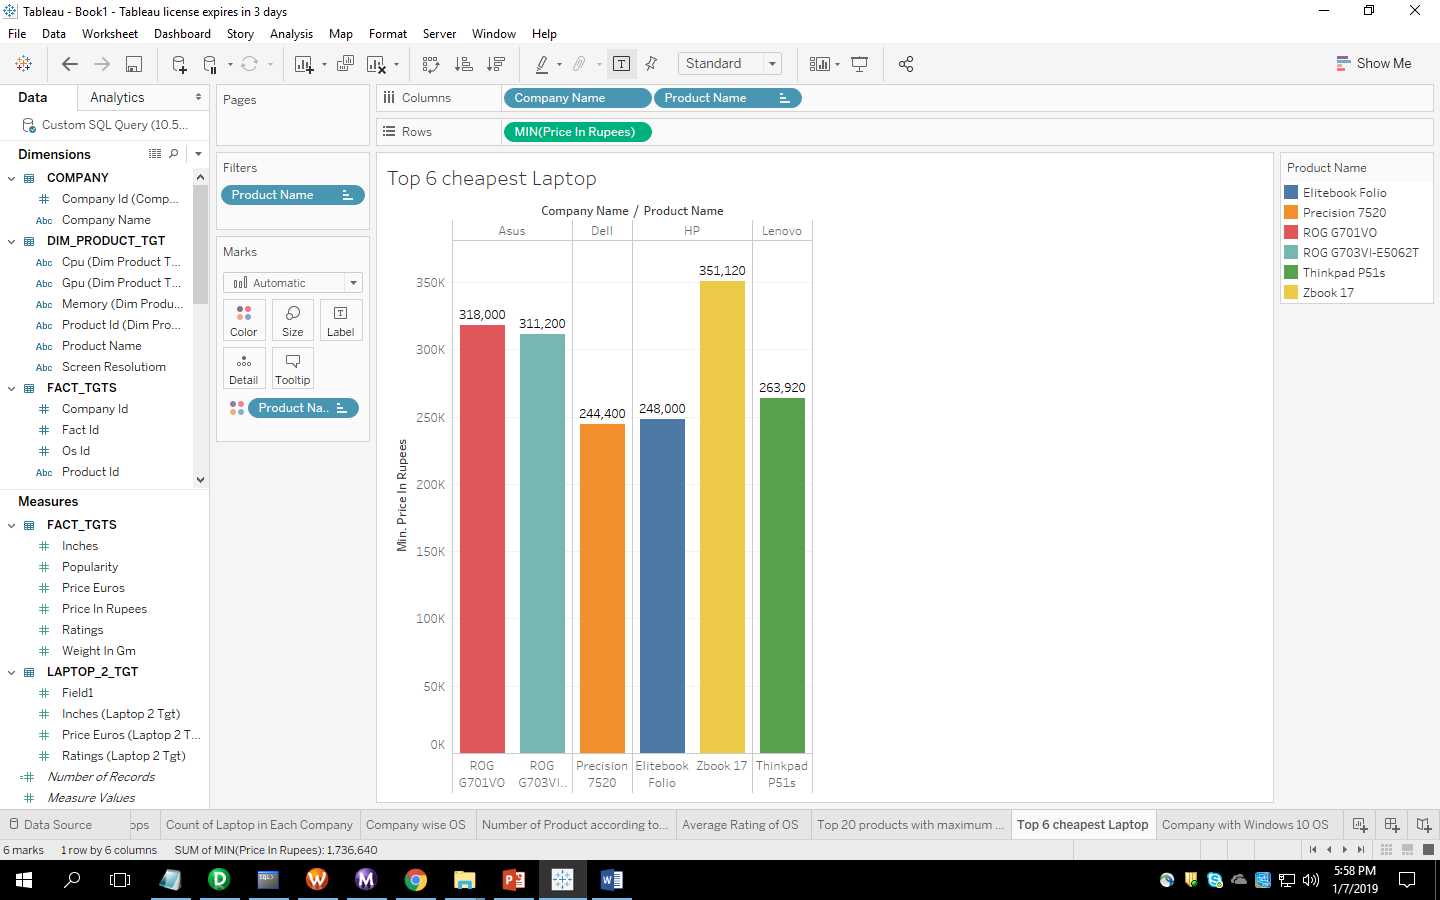 Tableau - Book1 - Tableau license expires in 3 days
File Data Worksheet Dashboard Story Analysis Map Format Server Window Help
Standard
Show Me
Data Analytics
Custom SQL Query (10.5...
Dimensions
COMPANY
# Company Id (Comp...
Abc Company Name
DIM_PRODUCT_TGT
Abc Cpu (Dim Product T...
Abc Gpu (Dim Product T...
Abc Memory (Dim Produ...
Abc Product Id (Dim Pro...
Abc Product Name
Abc Screen Resolutiom
FACT_TGTS
# Company Id
# Fact Id
# Os Id
Abc Product Id
Measures
FACT_TGTS
# Inches
# Popularity
# Price Euros
# Price In Rupees
# Ratings
# Weight In Gm
LAPTOP_2_TGT
# Field1
# Inches (Laptop 2 Tgt)
# Price Euros (Laptop 2 T...
# Ratings (Laptop 2 Tgt)
=# Number of Records
# Measure Values
Pages
Filters
Product Name
Marks
Automatic
Color Size Label
Detail Tooltip
Product Na..
Columns Company Name Product Name
Rows MIN(Price In Rupees)
Top 6 cheapest Laptop
Company Name / Product Name
Asus Dell HP Lenovo
Min. Price In Rupees
350K
300K
250K
200K
150K
100K
50K
0K
318,000
311,200
244,400
248,000
351,120
263,920
ROG G701VO
ROG G703VI..
Precision 7520
Elitebook Folio
Zbook 17
Thinkpad P51s
Product Name
Elitebook Folio
Precision 7520
ROG G701VO
ROG G703VI-E5062T
Thinkpad P51s
Zbook 17
Data Source ops Count of Laptop in Each Company Company wise OS Number of Product according to... Average Rating of OS Top 20 products with maximum ... Top 6 cheapest Laptop Company with Windows 10 OS
6 marks 1 row by 6 columns SUM of MIN(Price In Rupees): 1,736,640
5:58 PM
1/7/2019